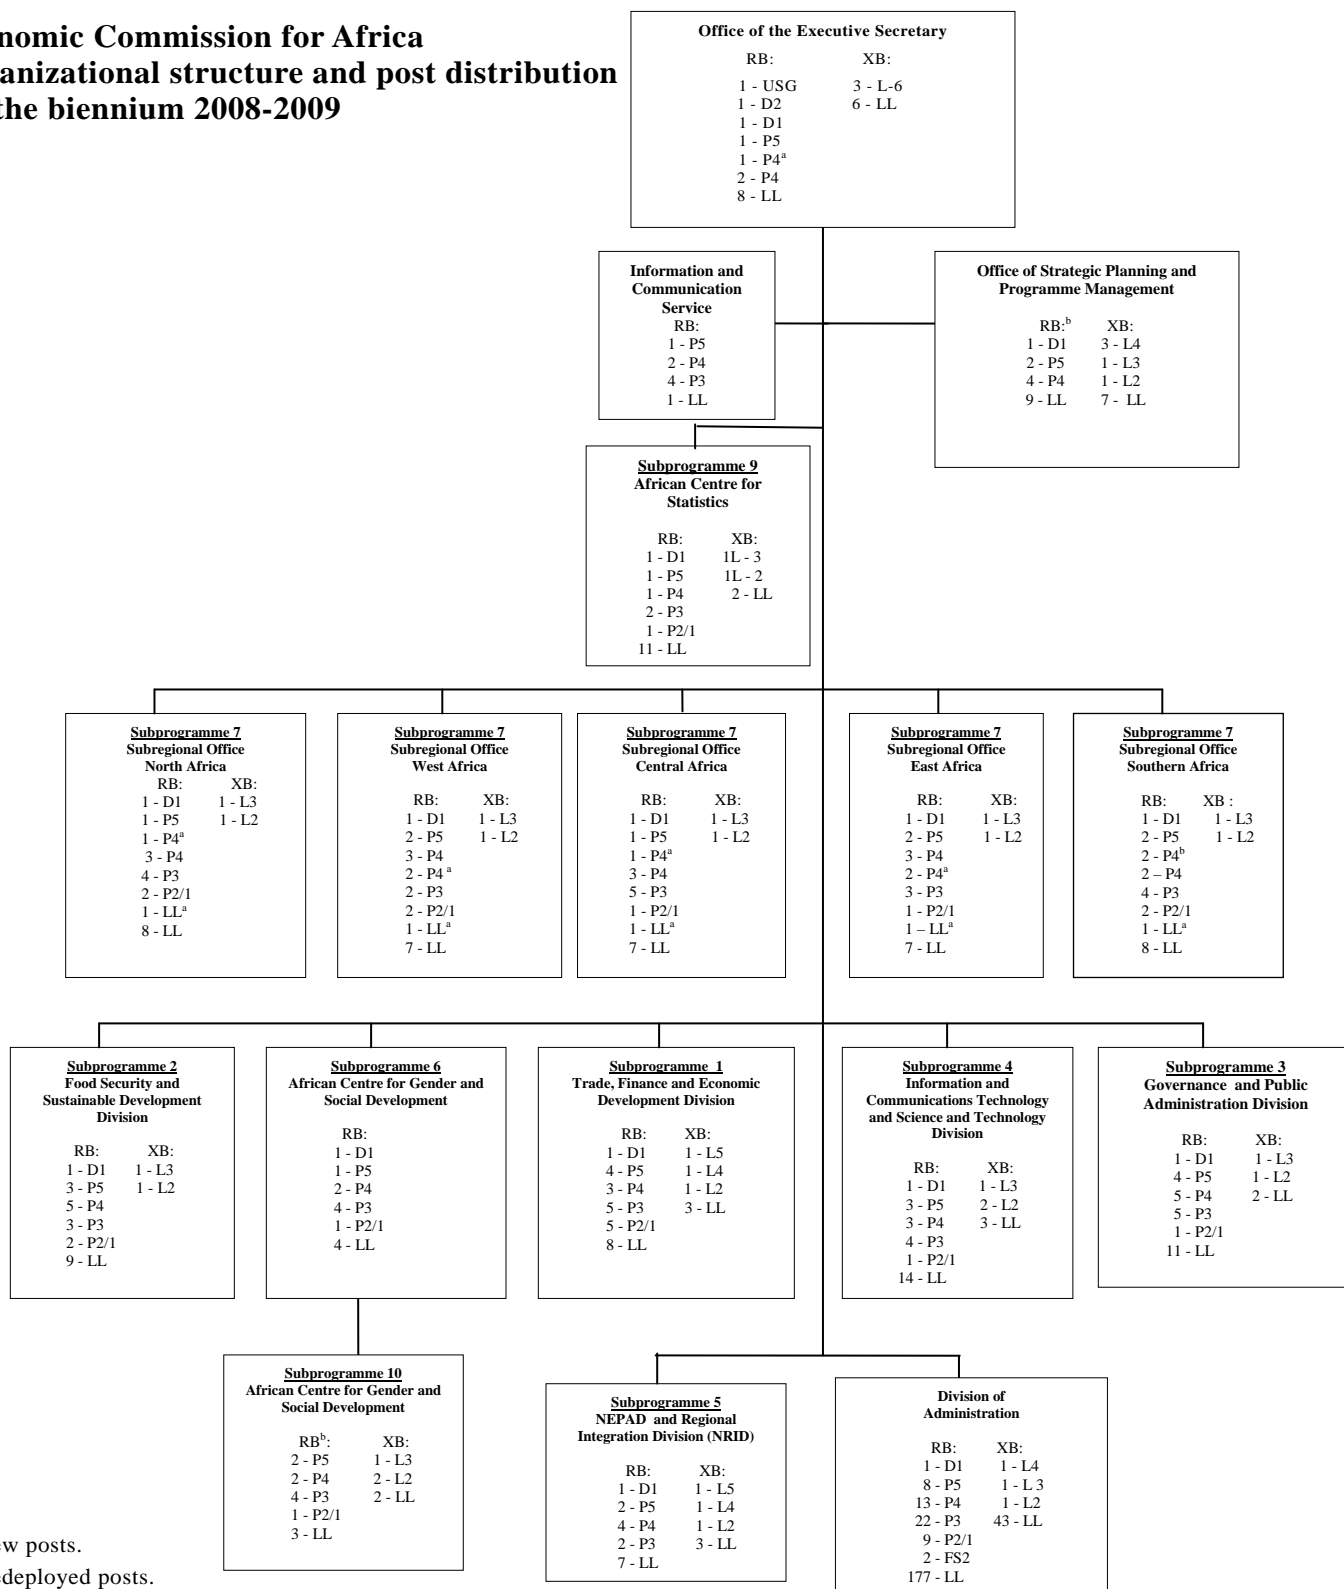 nomic Commission for Africa
anizational structure and post distribution
the biennium 2008-2009
Office of the Executive Secretary
RB: XB:
1 - USG 3 - L-6
1 - D2 6 - LL
1 - D1
1 - P5
1 - P4a
2 - P4
8 - LL
Information and
Communication
Service
RB:
1 - P5
2 - P4
4 - P3
1 - LL
Office of Strategic Planning and
Programme Management
RB:b XB:
1 - D1 3 - L4
2 - P5 1 - L3
4 - P4 1 - L2
9 - LL 7 - LL
Subprogramme 9
African Centre for
Statistics
RB: XB:
1 - D1 1L - 3
1 - P5 1L - 2
1 - P4 2 - LL
2 - P3
1 - P2/1
11 - LL
Subprogramme 7
Subregional Office
North Africa
RB: XB:
1 - D1 1 - L3
1 - P5 1 - L2
1 - P4a
3 - P4
4 - P3
2 - P2/1
1 - LLa
8 - LL
Subprogramme 7
Subregional Office
West Africa
RB: XB:
1 - D1 1 - L3
2 - P5 1 - L2
3 - P4
2 - P4 a
2 - P3
2 - P2/1
1 - LLa
7 - LL
Subprogramme 7
Subregional Office
Central Africa
RB: XB:
1 - D1 1 - L3
1 - P5 1 - L2
1 - P4a
3 - P4
5 - P3
1 - P2/1
1 - LLa
7 - LL
Subprogramme 7
Subregional Office
East Africa
RB: XB:
1 - D1 1 - L3
2 - P5 1 - L2
3 - P4
2 - P4a
3 - P3
1 - P2/1
1 – LLa
7 - LL
Subprogramme 7
Subregional Office
Southern Africa
RB: XB :
1 - D1 1 - L3
2 - P5 1 - L2
2 - P4b
2 – P4
4 - P3
2 - P2/1
1 - LLa
8 - LL
Subprogramme 2
Food Security and
Sustainable Development
Division
RB: XB:
1 - D1 1 - L3
3 - P5 1 - L2
5 - P4
3 - P3
2 - P2/1
9 - LL
Subprogramme 6
African Centre for Gender and
Social Development
RB:
1 - D1
1 - P5
2 - P4
4 - P3
1 - P2/1
4 - LL
Subprogramme 1
Trade, Finance and Economic
Development Division
RB: XB:
1 - D1 1 - L5
4 - P5 1 - L4
3 - P4 1 - L2
5 - P3 3 - LL
5 - P2/1
8 - LL
Subprogramme 4
Information and
Communications Technology
and Science and Technology
Division
RB: XB:
1 - D1 1 - L3
3 - P5 2 - L2
3 - P4 3 - LL
4 - P3
1 - P2/1
14 - LL
Subprogramme 3
Governance and Public
Administration Division
RB: XB:
1 - D1 1 - L3
4 - P5 1 - L2
5 - P4 2 - LL
5 - P3
1 - P2/1
11 - LL
Subprogramme 10
African Centre for Gender and
Social Development
RBb: XB:
2 - P5 1 - L3
2 - P4 2 - L2
4 - P3 2 - LL
1 - P2/1
3 - LL
Subprogramme 5
NEPAD and Regional
Integration Division (NRID)
RB: XB:
1 - D1 1 - L5
2 - P5 1 - L4
4 - P4 1 - L2
2 - P3 3 - LL
7 - LL
Division of
Administration
RB: XB:
1 - D1 1 - L4
8 - P5 1 - L 3
13 - P4 1 - L2
22 - P3 43 - LL
9 - P2/1
2 - FS2
177 - LL
w posts.
edeployed posts.